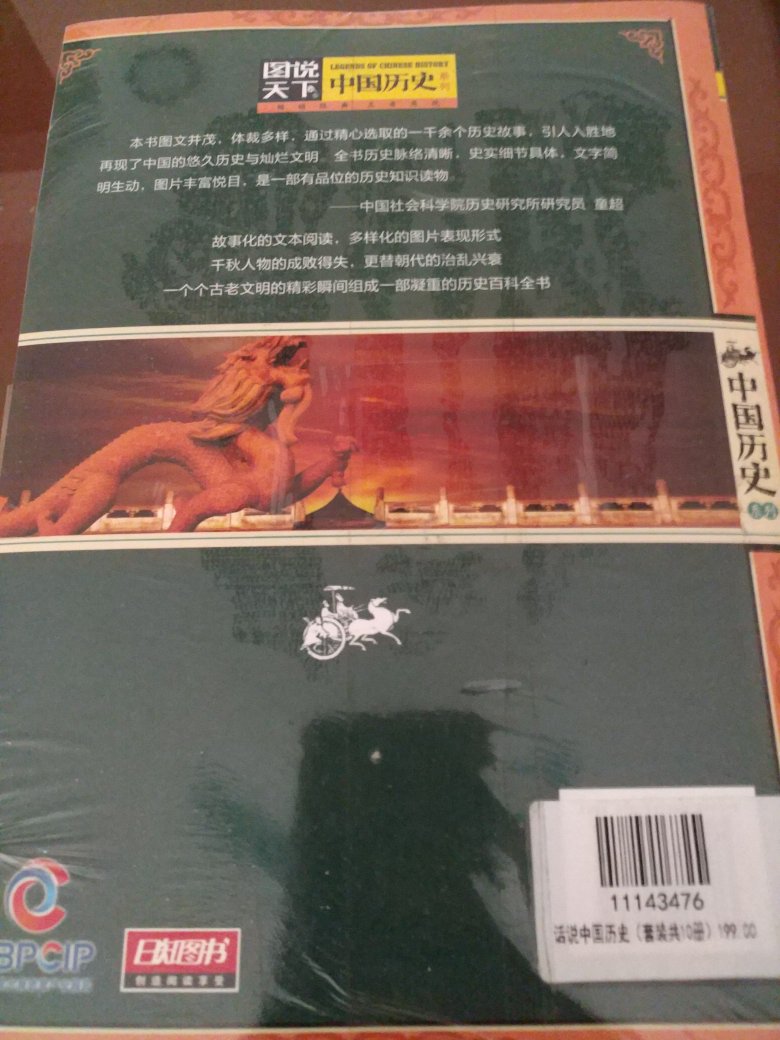 图说
天下
LEGENDS OF CHINESE HISTORY
中国历史
系列
本书图文并茂,体裁多样,通过精心选取的一千余个历史故事,引人入胜地
再现了中国的悠久历史与灿烂文明。全书历史脉络清晰,史实细节具体,文字简
明生动,图片丰富悦目,是一部有品位的历史知识读物。
——中国社会科学院历史研究所研究员 童超
故事化的文本阅读,多样化的图片表现形式
千秋人物的成败得失,更替朝代的治乱兴衰
一个个古老文明的精彩瞬间组成一部凝重的历史百科全书
中国历史
系列
BPCIP
日知图书
创造阅读享受
11143476
话说中国历史(套装共10册)199.00